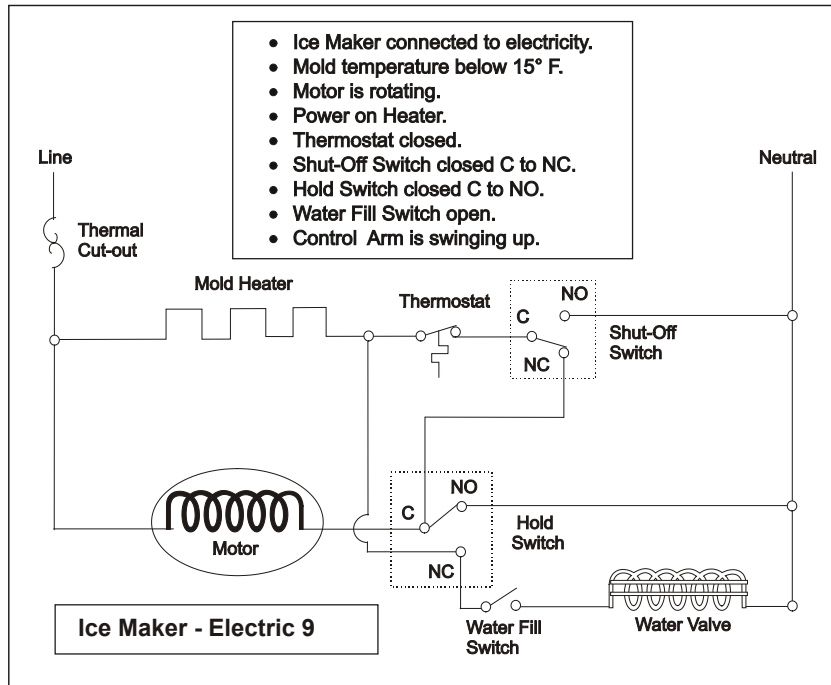 • Ice Maker connected to electricity.
• Mold temperature below 15° F.
• Motor is rotating.
• Power on Heater.
• Thermostat closed.
• Shut-Off Switch closed C to NC.
• Hold Switch closed C to NO.
• Water Fill Switch open.
• Control Arm is swinging up.
Line
Neutral
Thermal
Cut-out
Mold Heater
Thermostat
NO
C
NC
Shut-Off
Switch
NO
C
NC
Hold
Switch
Motor
Water Fill
Switch
Water Valve
Ice Maker - Electric 9